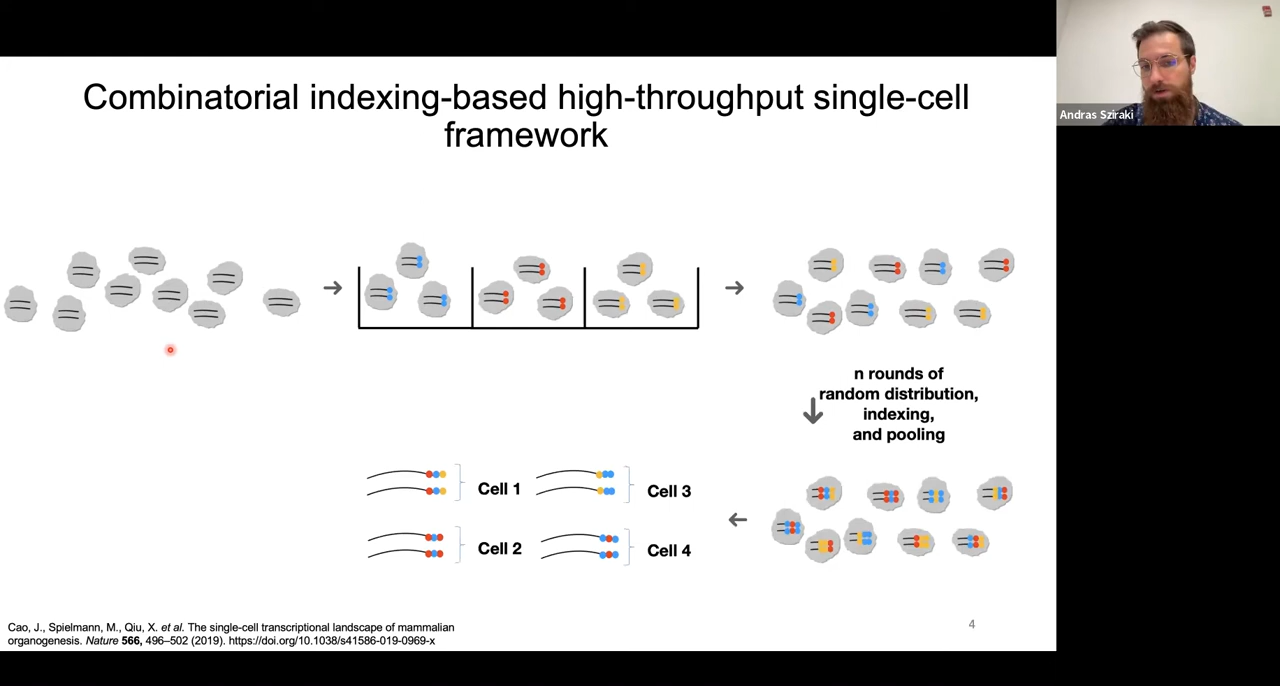 Combinatorial indexing-based high-throughput single-cell
framework
Andras Sziraki
n rounds of
random distribution,
indexing,
and pooling
Cell 1
Cell 3
Cell 2
Cell 4
Cao, J., Spielmann, M., Qiu, X. et al. The single-cell transcriptional landscape of mammalian
organogenesis. Nature 566, 496–502 (2019). https://doi.org/10.1038/s41586-019-0969-x
4